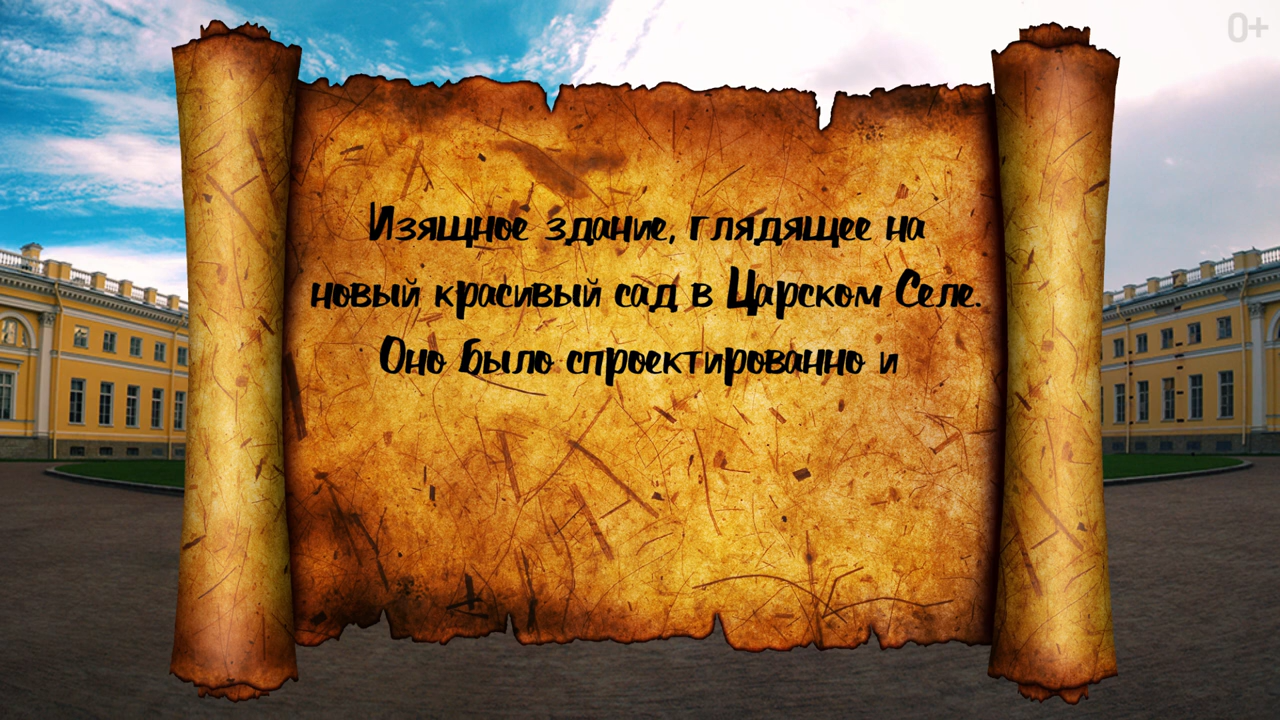 0+
Изящное здание, глядящее на
новый красивый сад в Царском Селе.
Оно было спроектированно и